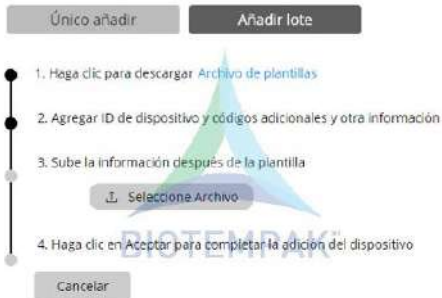 Único añadir
Añadir lote
1. Haga clic para descargar Archivo de plantillas
2. Agregar ID de dispositivo y códigos adicionales y otra información
3. Sube la información después de la plantilla
Seleccione Archivo
BIOTEMPAK
4. Haga clic en Aceptar para completar la adición del dispositivo
Cancelar